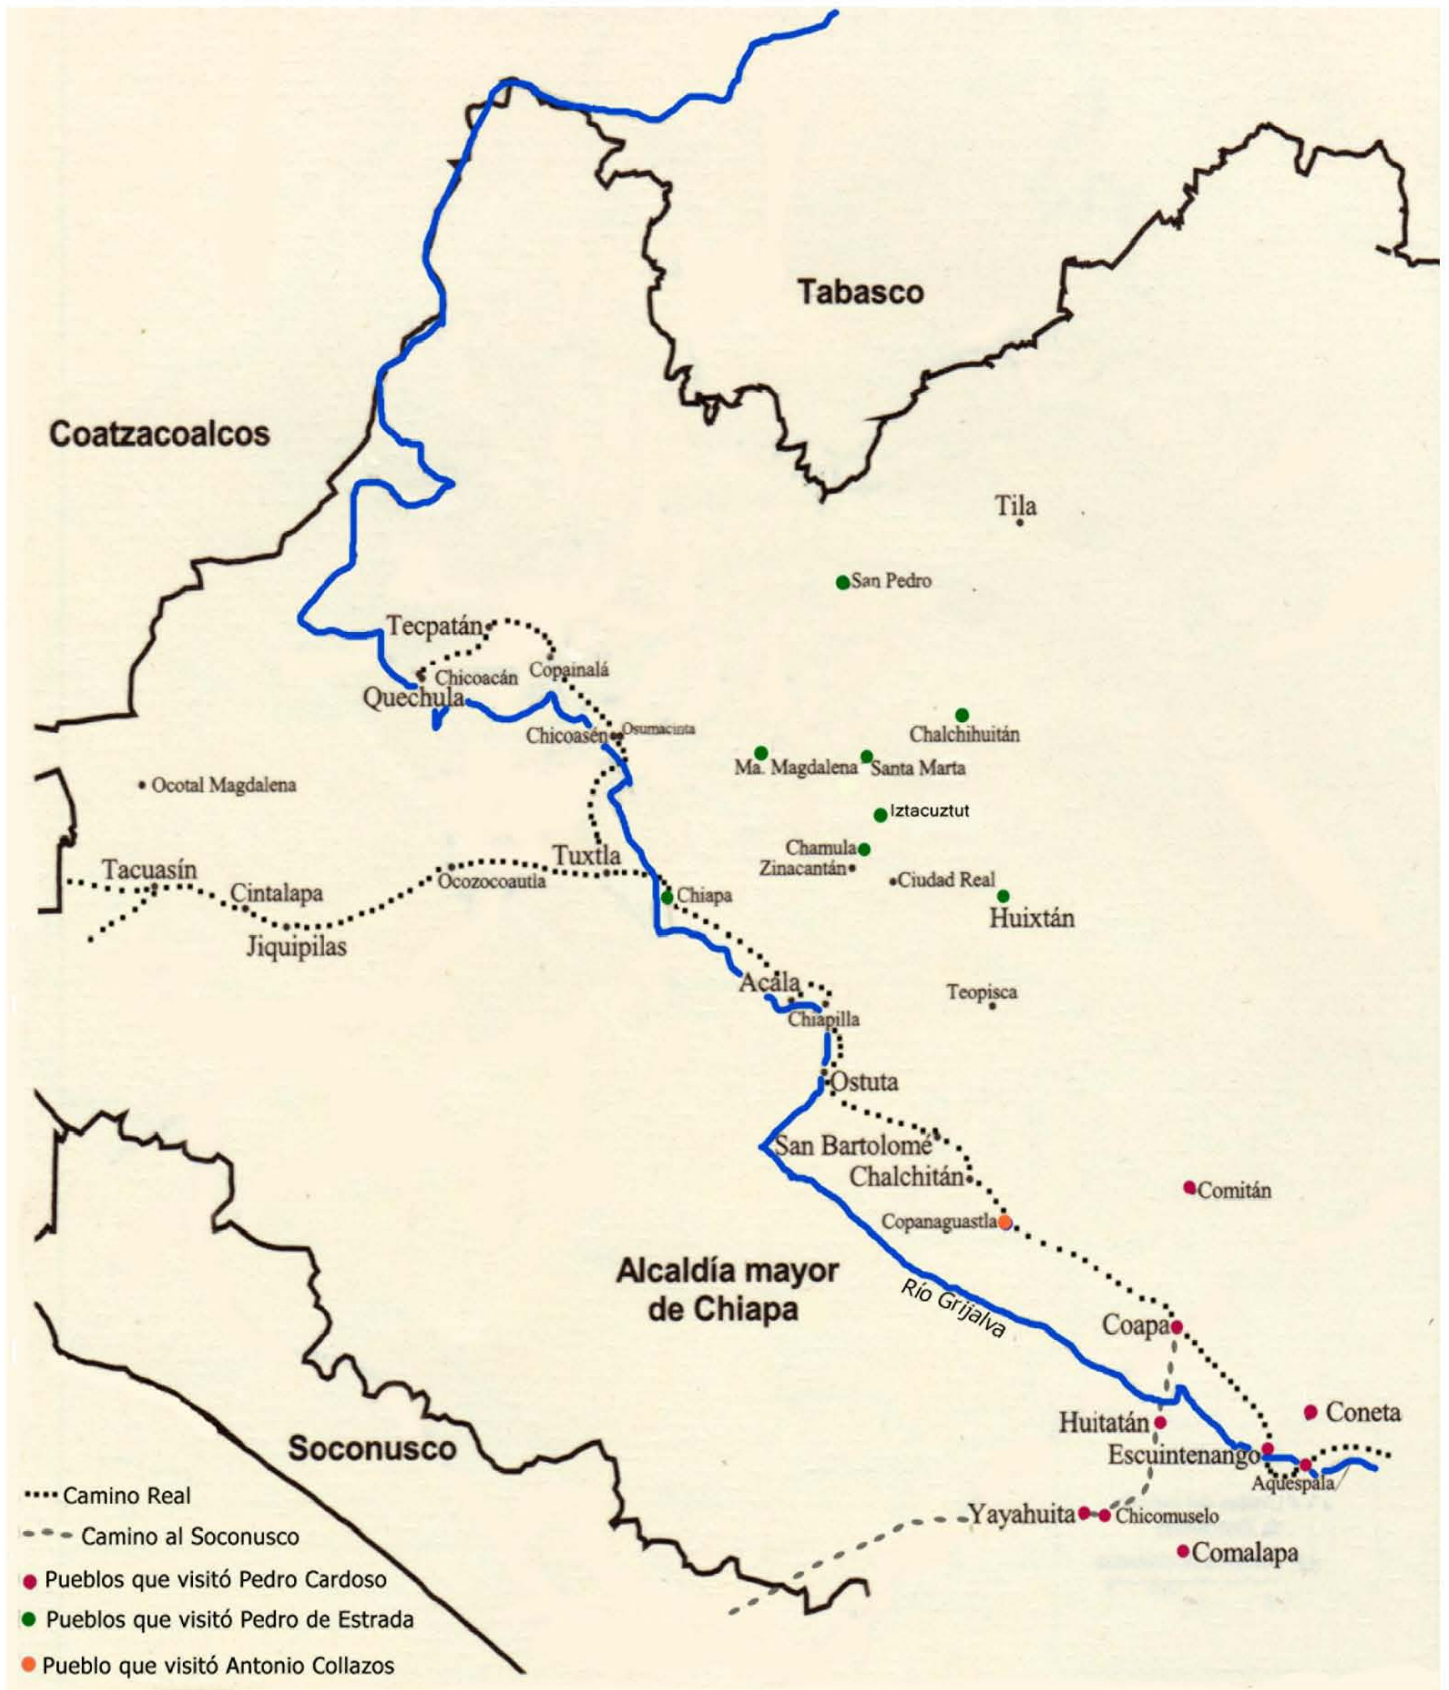 Tabasco
Coatzacoalcos
Tila
San Pedro
Tecpatán
Copainalá
Chicoacán
Quechula
Chicoasén
Osumacinta
Chalchihuitán
Ma. Magdalena
Santa Marta
Ocotal Magdalena
Iztacuztut
Chamula
Zinacantán
Ciudad Real
Tuxtla
Tacuasín
Cintalapa
Ocozocoautla
Chiapa
Huixtán
Jiquipilas
Acála
Teopisca
Chiapilla
Ostuta
San Bartolomé
Chalchitán
Comitán
Copanaguastla
Alcaldía mayor
de Chiapa
Río Grijalva
Coapa
Huitatán
Coneta
Escuintenango
Soconusco
Aquespala
Yayahuita
Chicomuselo
Comalapa
Camino Real
Camino al Soconusco
Pueblos que visitó Pedro Cardoso
Pueblos que visitó Pedro de Estrada
Pueblo que visitó Antonio Collazos